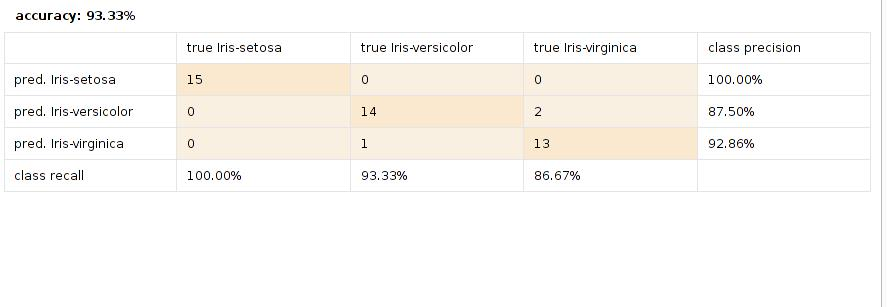 accuracy: 93.33%
true Iris-setosa true Iris-versicolor true Iris-virginica class precision
pred. Iris-setosa 15 0 0 100.00%
pred. Iris-versicolor 0 14 2 87.50%
pred. Iris-virginica 0 1 13 92.86%
class recall 100.00% 93.33% 86.67%